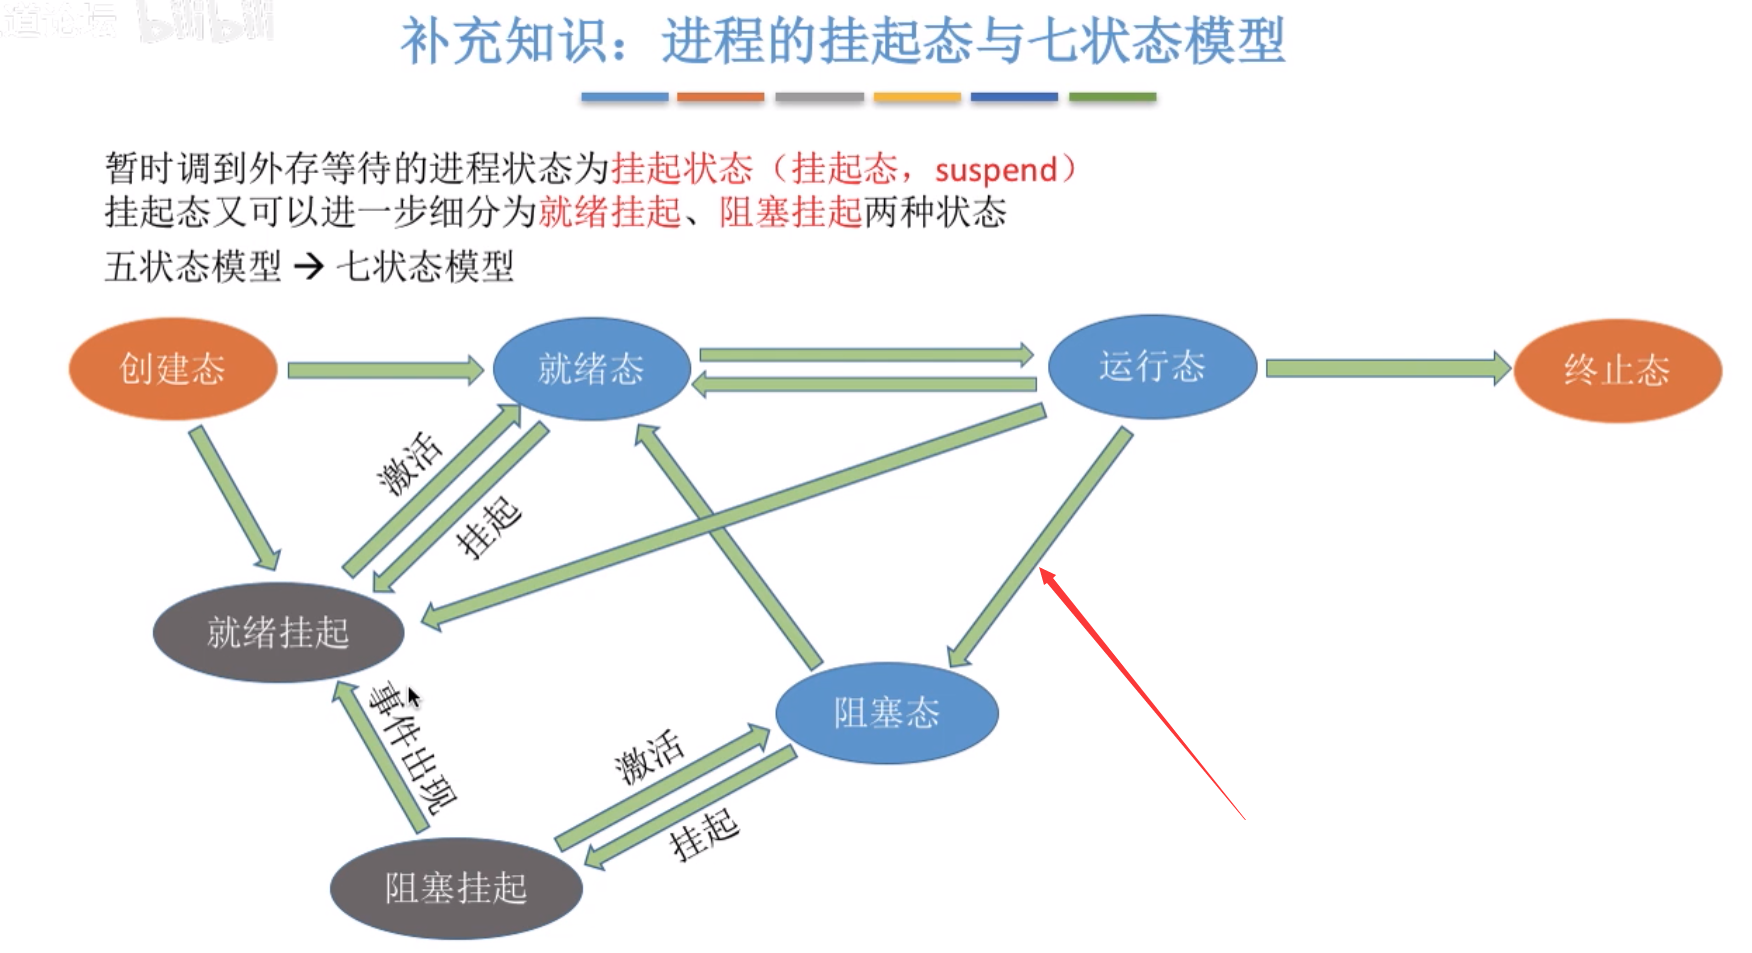 道论坛 bilibili
补充知识：进程的挂起态与七状态模型
暂时调到外存等待的进程状态为挂起状态（挂起态，suspend）
挂起态又可以进一步细分为就绪挂起、阻塞挂起两种状态
五状态模型 → 七状态模型
创建态
就绪态
运行态
终止态
激活
挂起
就绪挂起
事件出现
阻塞态
激活
挂起
阻塞挂起